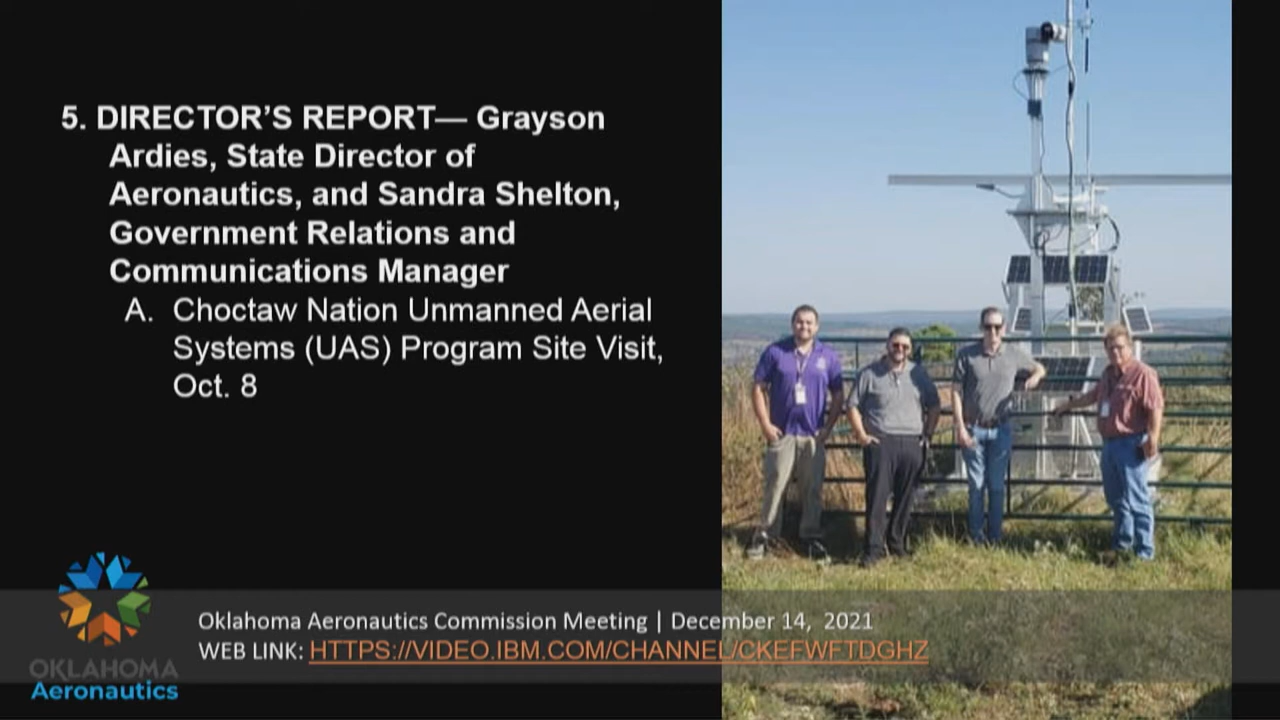 5. DIRECTOR'S REPORT— Grayson
Ardies, State Director of
Aeronautics, and Sandra Shelton,
Government Relations and
Communications Manager
A. Choctaw Nation Unmanned Aerial
Systems (UAS) Program Site Visit,
Oct. 8
Oklahoma Aeronautics Commission Meeting | December 14, 2021
WEB LINK: HTTPS://VIDEO.IBM.COM/CHANNEL/CKEFWFTDGHZ
OKLAHOMA
Aeronautics